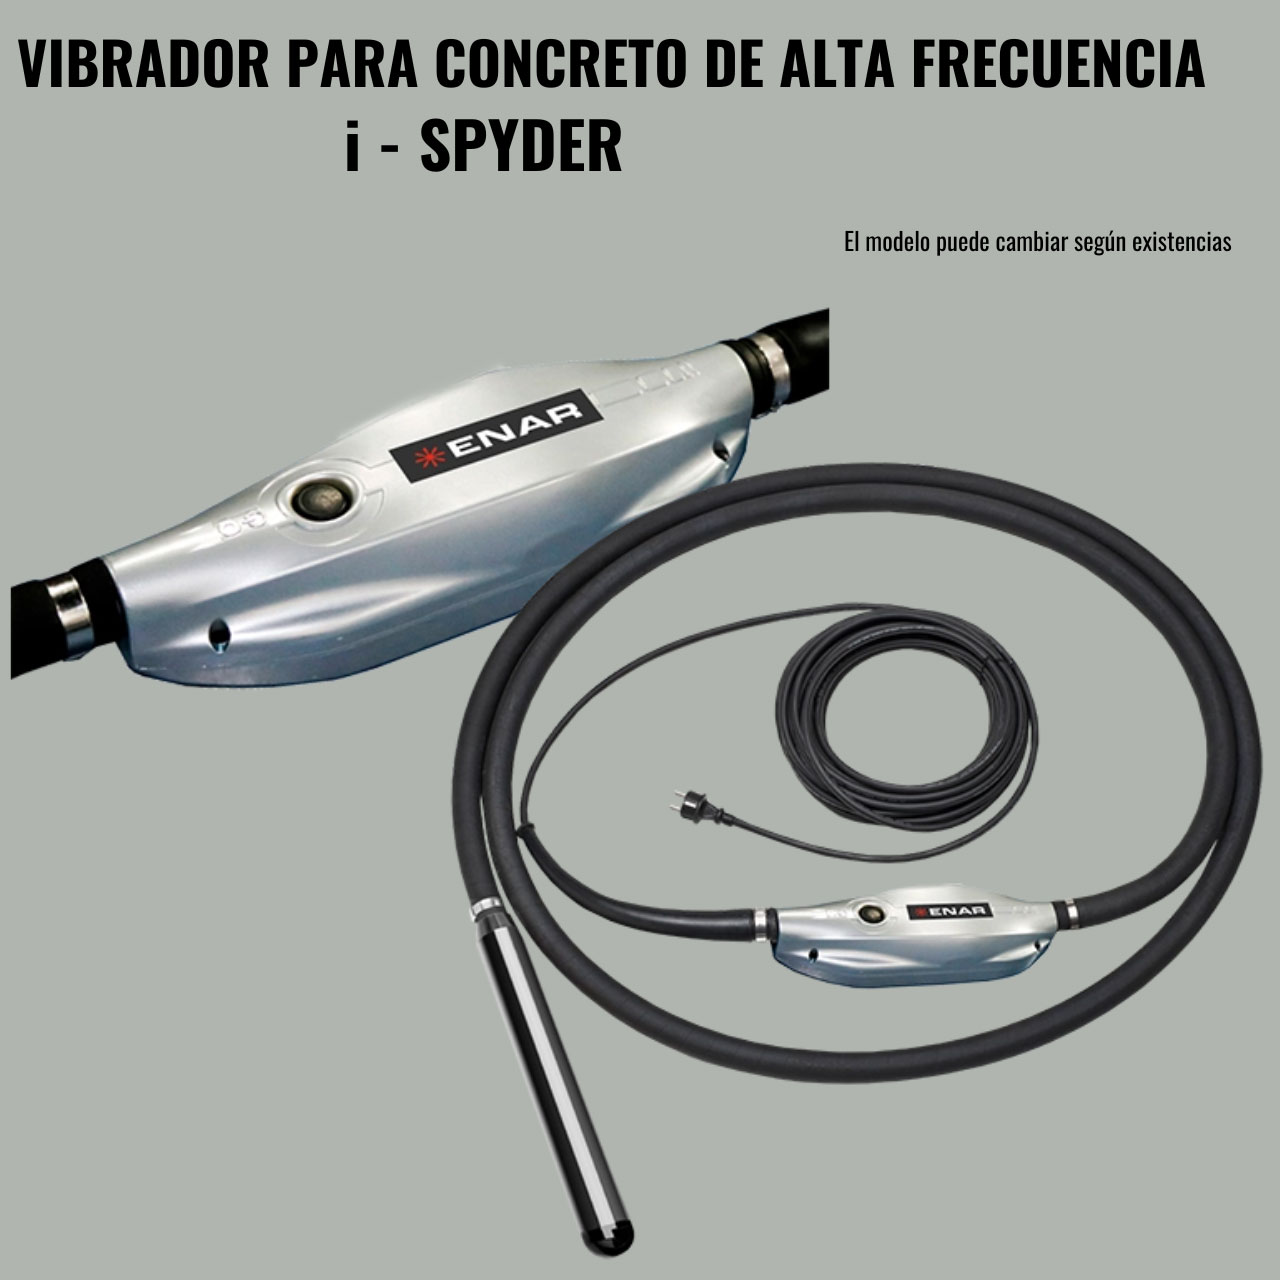 VIBRADOR PARA CONCRETO DE ALTA FRECUENCIA
i - SPYDER
El modelo puede cambiar según existencias
ENAR
ENAR